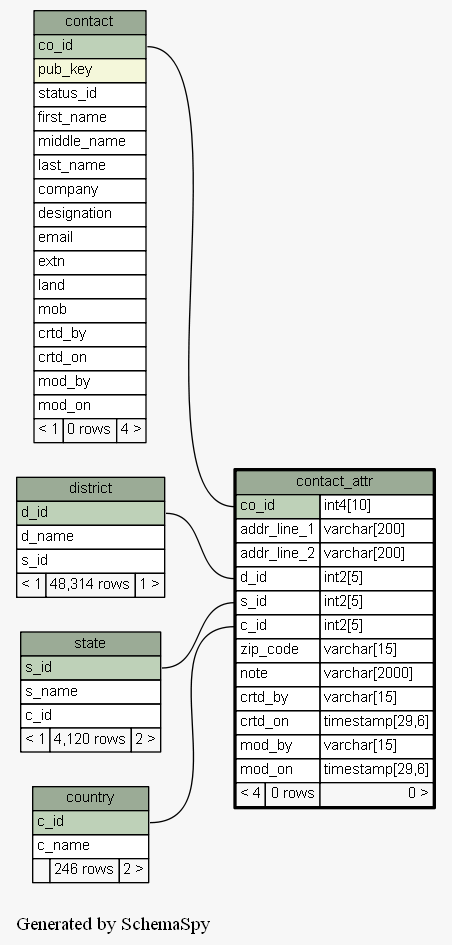 contact
co_id
pub_key
status_id
first_name
middle_name
last_name
company
designation
email
extn
land
mob
crtd_by
crtd_on
mod_by
mod_on
< 1 0 rows 4 >
district
d_id
d_name
s_id
< 1 48,314 rows 1 >
state
s_id
s_name
c_id
< 1 4,120 rows 2 >
country
c_id
c_name
246 rows 2 >
contact_attr
co_id int4[10]
addr_line_1 varchar[200]
addr_line_2 varchar[200]
d_id int2[5]
s_id int2[5]
c_id int2[5]
zip_code varchar[15]
note varchar[2000]
crtd_by varchar[15]
crtd_on timestamp[29,6]
mod_by varchar[15]
mod_on timestamp[29,6]
< 4 0 rows 0 >
Generated by SchemaSpy